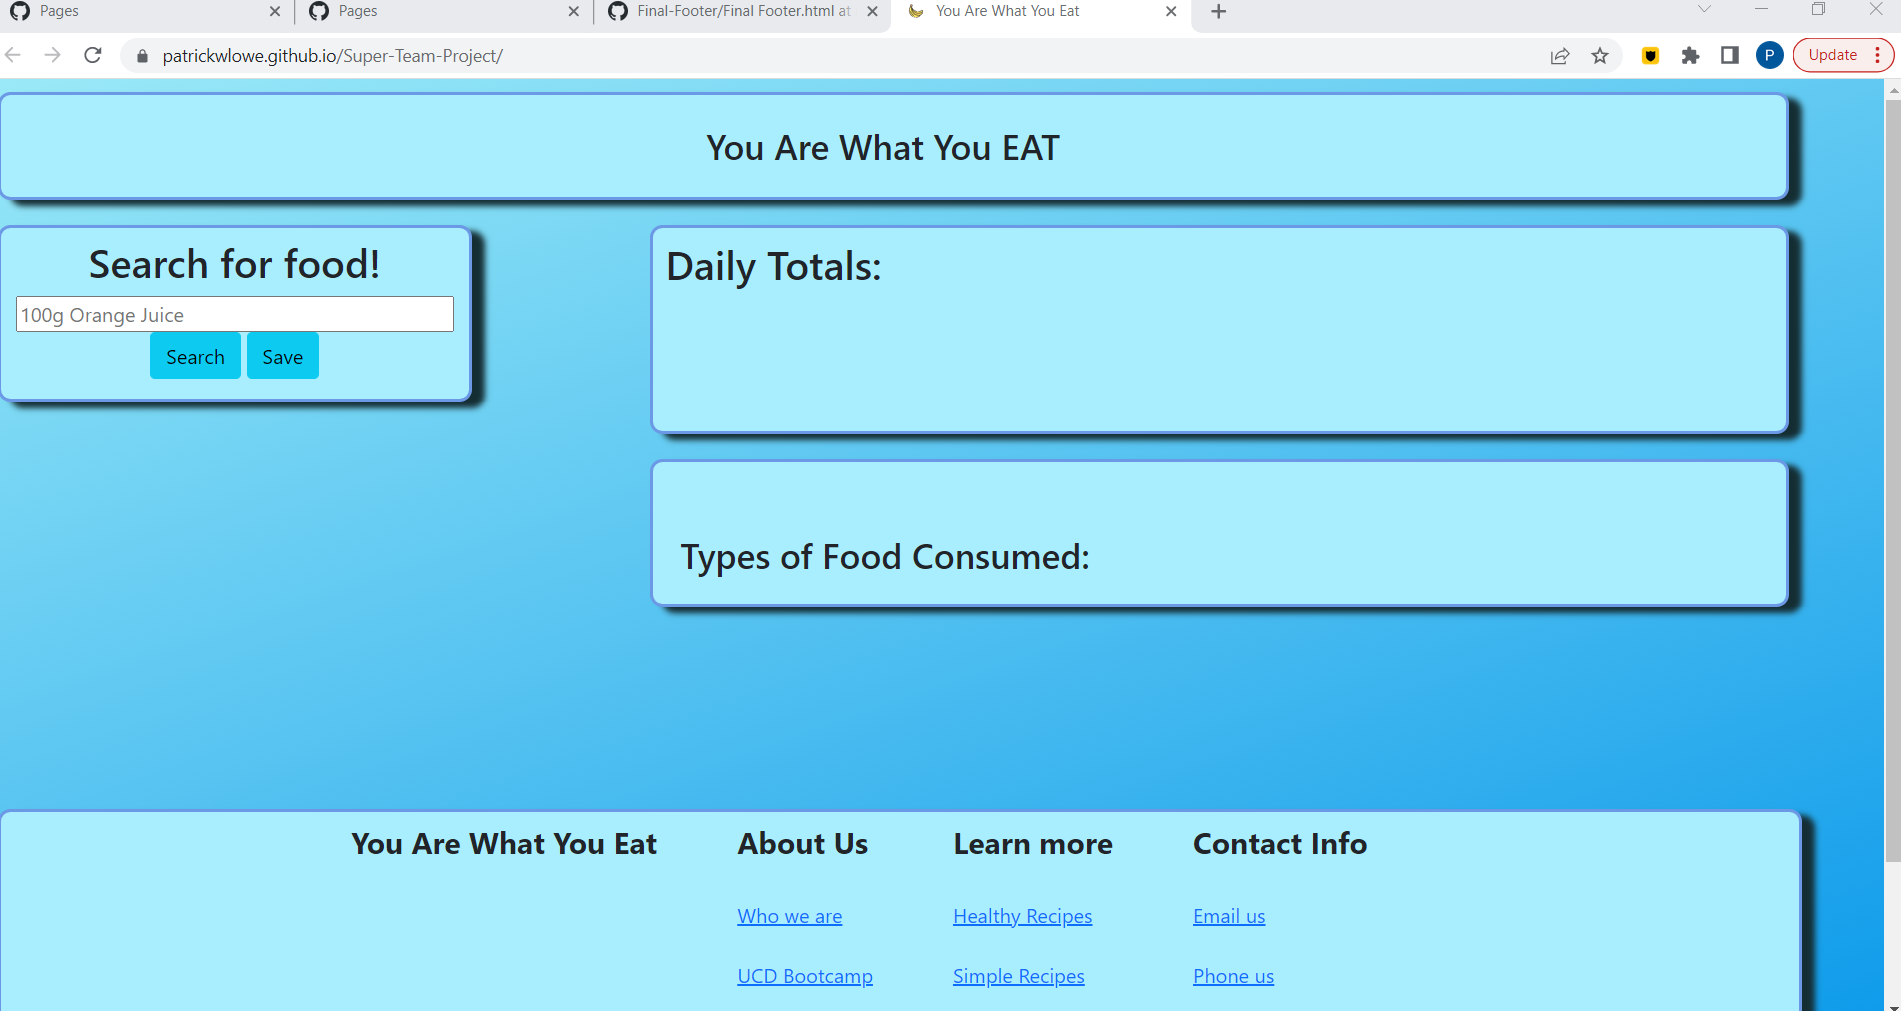 Pages
Pages
Final-Footer/Final Footer.html at
You Are What You Eat
patrickwlowe.github.io/Super-Team-Project/
P
Update
You Are What You EAT
Search for food!
100g Orange Juice
Search
Save
Daily Totals:
Types of Food Consumed:
You Are What You Eat
About Us
Learn more
Contact Info
Who we are
Healthy Recipes
Email us
UCD Bootcamp
Simple Recipes
Phone us